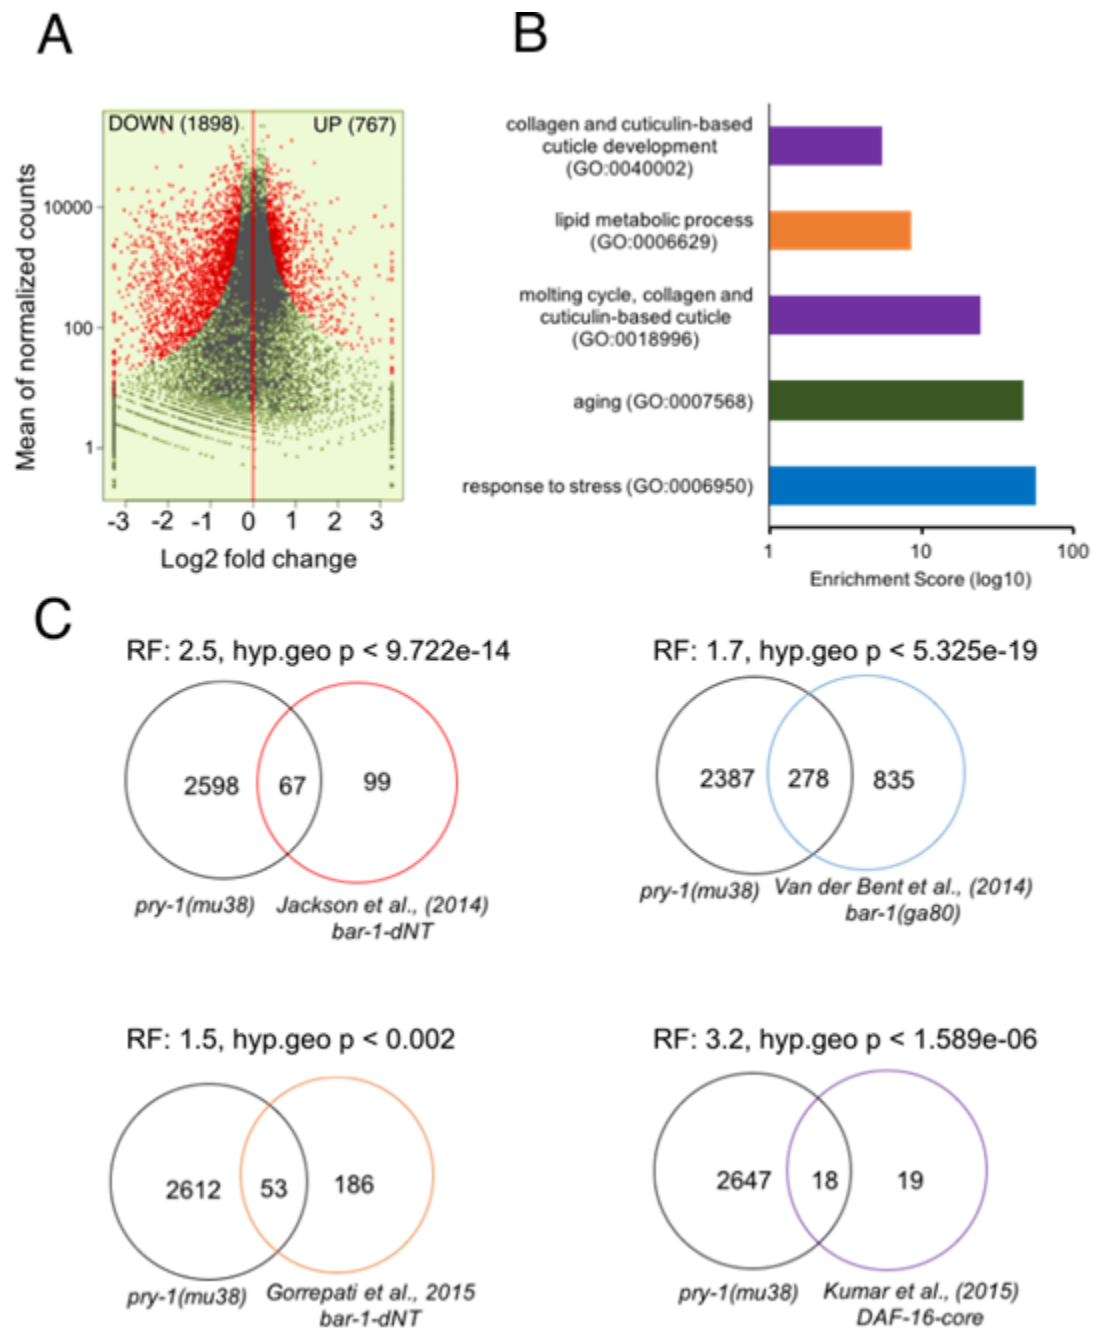 A
B
DOWN (1898)
UP (767)
Mean of normalized counts
10000
100
1
-3 -2 -1 0 1 2 3
Log2 fold change
collagen and cuticulin-based
cuticle development
(GO:0040002)
lipid metabolic process
(GO:0006629)
molting cycle, collagen and
cuticulin-based cuticle
(GO:0018996)
aging (GO:0007568)
response to stress (GO:0006950)
1 10 100
Enrichment Score (log10)
C
RF: 2.5, hyp.geo p < 9.722e-14
2598 67 99
pry-1(mu38)
Jackson et al., (2014)
bar-1-dNT
RF: 1.7, hyp.geo p < 5.325e-19
2387 278 835
pry-1(mu38)
Van der Bent et al., (2014)
bar-1(ga80)
RF: 1.5, hyp.geo p < 0.002
2612 53 186
pry-1(mu38)
Gorrepati et al., 2015
bar-1-dNT
RF: 3.2, hyp.geo p < 1.589e-06
2647 18 19
pry-1(mu38)
Kumar et al., (2015)
DAF-16-core